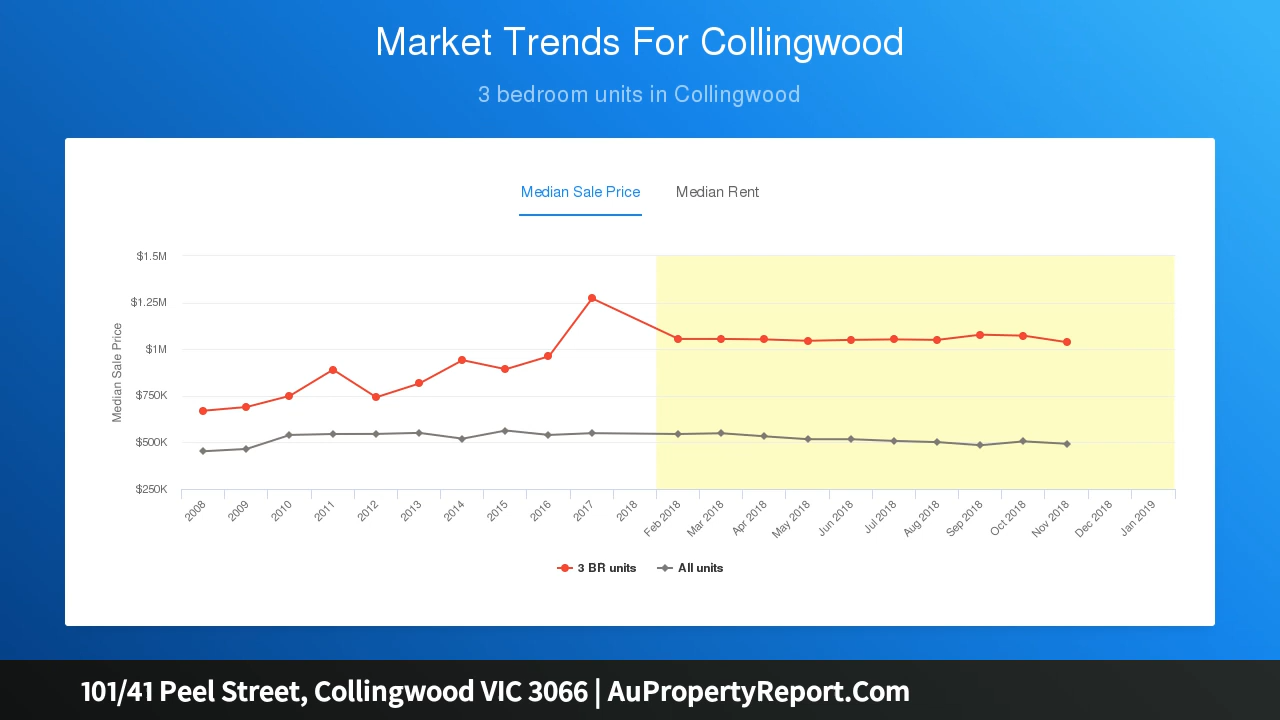 Market Trends For Collingwood
3 bedroom units in Collingwood
Median Sale Price Median Rent
$1.5M
$1.25M
$1M
$750K
$500K
$250K
Median Sale Price
2008 2009 2010 2011 2012 2013 2014 2015 2016 2017 2018 Feb 2018 Mar 2018 Apr 2018 May 2018 Jun 2018 Jul 2018 Aug 2018 Sep 2018 Oct 2018 Nov 2018 Dec 2018 Jan 2019
3 BR units All units
101/41 Peel Street, Collingwood VIC 3066 | AuPropertyReport.Com